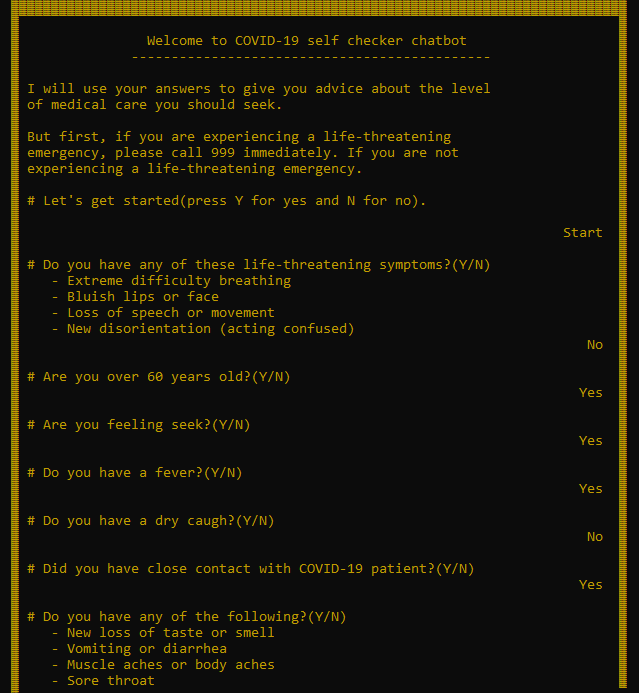 Welcome to COVID-19 self checker chatbot
---------------------------------------------
I will use your answers to give you advice about the level
of medical care you should seek.
But first, if you are experiencing a life-threatening
emergency, please call 999 immediately. If you are not
experiencing a life-threatening emergency.
# Let's get started(press Y for yes and N for no).
Start
# Do you have any of these life-threatening symptoms?(Y/N)
- Extreme difficulty breathing
- Bluish lips or face
- Loss of speech or movement
- New disorientation (acting confused)
No
# Are you over 60 years old?(Y/N)
Yes
# Are you feeling seek?(Y/N)
Yes
# Do you have a fever?(Y/N)
Yes
# Do you have a dry caugh?(Y/N)
No
# Did you have close contact with COVID-19 patient?(Y/N)
Yes
# Do you have any of the following?(Y/N)
- New loss of taste or smell
- Vomiting or diarrhea
- Muscle aches or body aches
- Sore throat